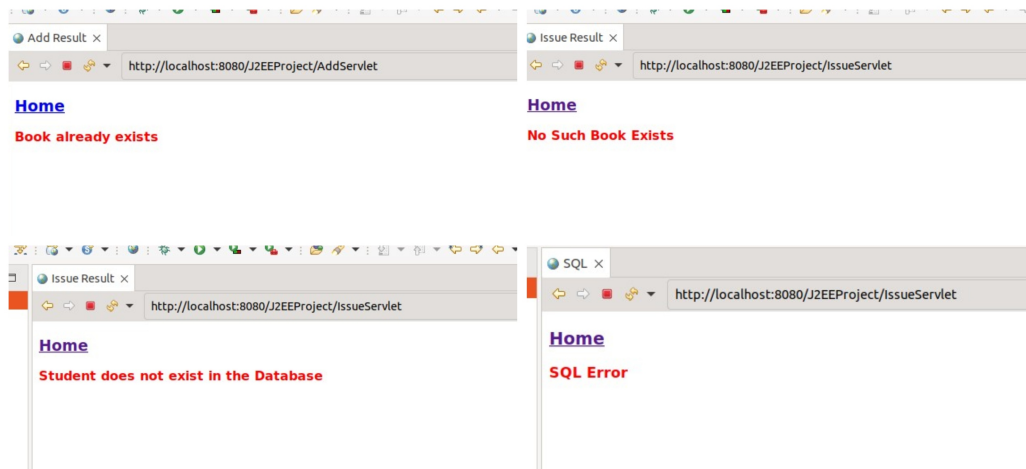 Add Result
http://localhost:8080/J2EEProject/AddServlet
Home
Book already exists
Issue Result
http://localhost:8080/J2EEProject/IssueServlet
Home
No Such Book Exists
Issue Result
http://localhost:8080/J2EEProject/IssueServlet
Home
Student does not exist in the Database
SQL
http://localhost:8080/J2EEProject/IssueServlet
Home
SQL Error